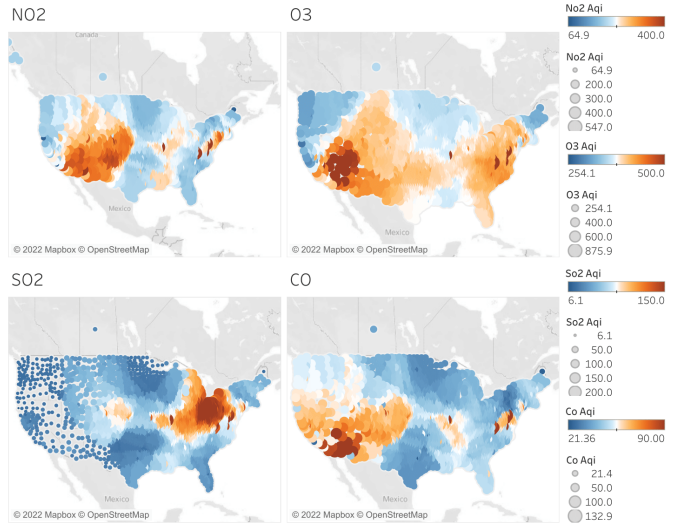 NO2
O3
Canada
Mexico
Mexico
© 2022 Mapbox © OpenStreetMap
© 2022 Mapbox © OpenStreetMap
SO2
CO
Mexico
Mexico
© 2022 Mapbox © OpenStreetMap
© 2022 Mapbox © OpenStreetMap
No2 Aqi
64.9 400.0
No2 Aqi
64.9
200.0
300.0
400.0
547.0
O3 Aqi
254.1 500.0
O3 Aqi
254.1
400.0
600.0
875.9
So2 Aqi
6.1 150.0
So2 Aqi
6.1
50.0
100.0
150.0
200.0
Co Aqi
21.36 90.00
Co Aqi
21.4
50.0
100.0
132.9